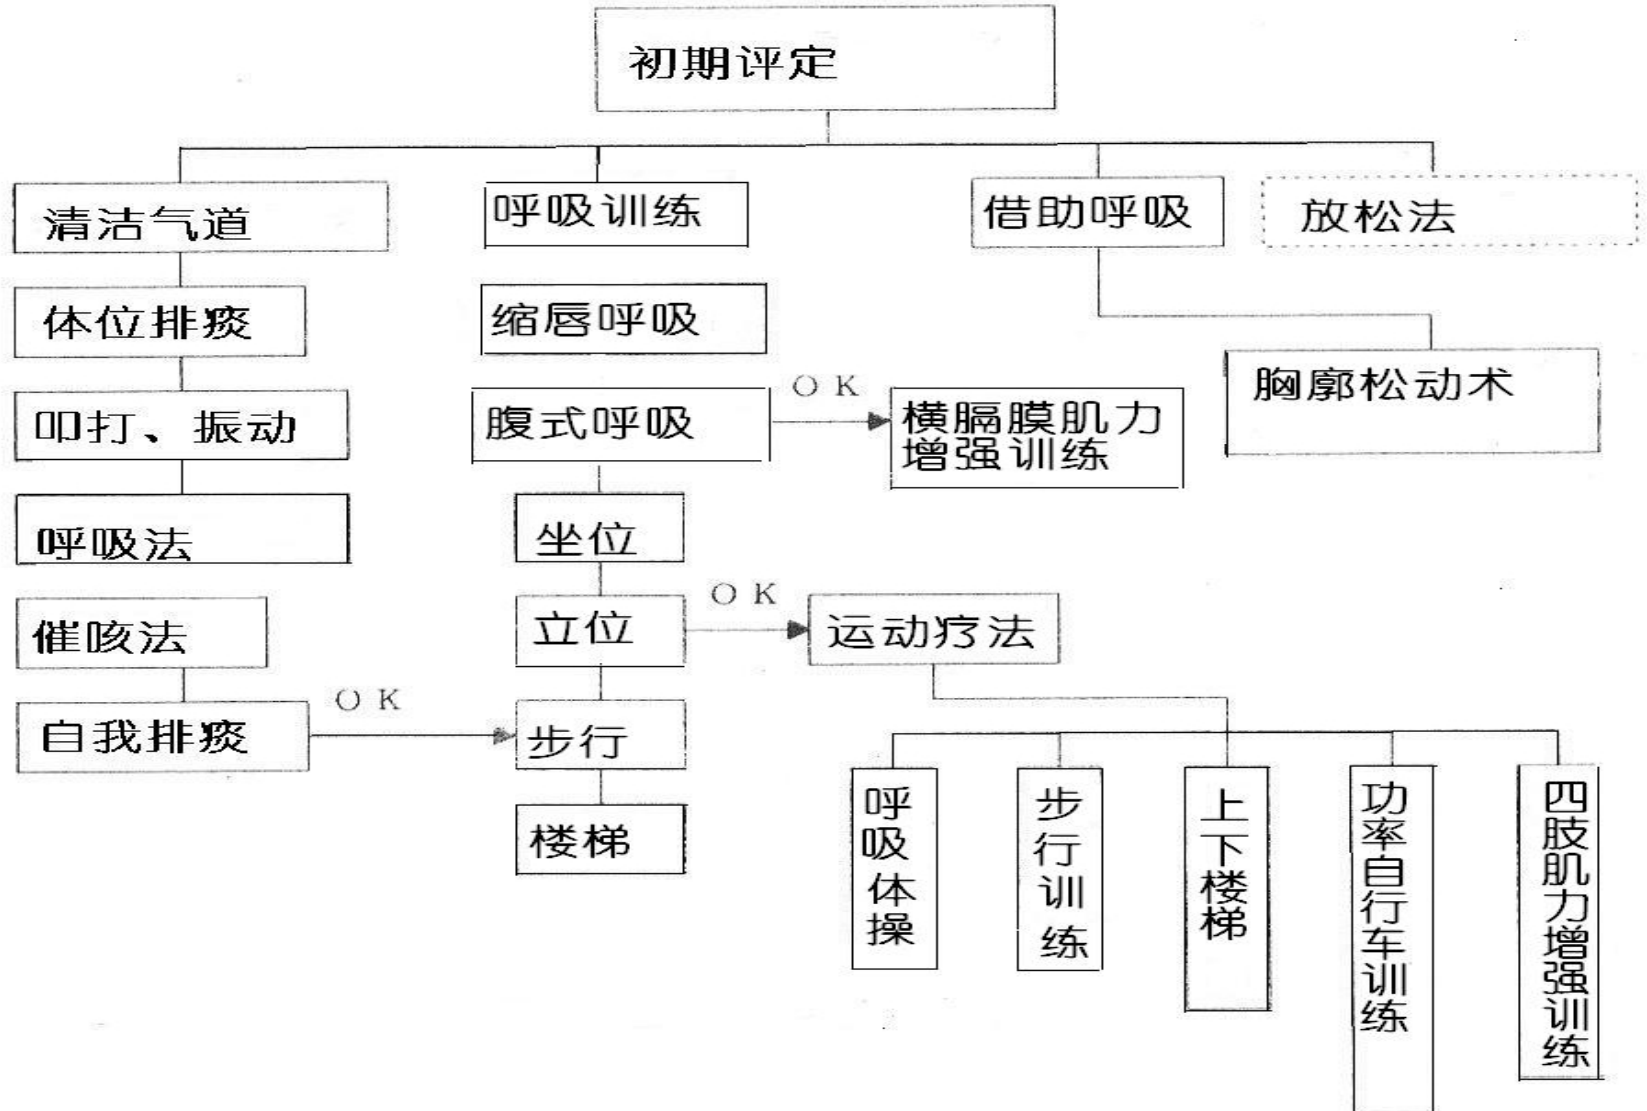 初期评定
清洁气道
呼吸训练
借助呼吸
放松法
体位排痰
缩唇呼吸
叩打、振动
腹式呼吸
OK
横膈膜肌力
增强训练
胸廓松动术
呼吸法
坐位
催咳法
立位
OK
运动疗法
自我排痰
OK
步行
楼梯
呼吸体操
步行训练
上下楼梯
功率自行车训练
四肢肌力增强训练